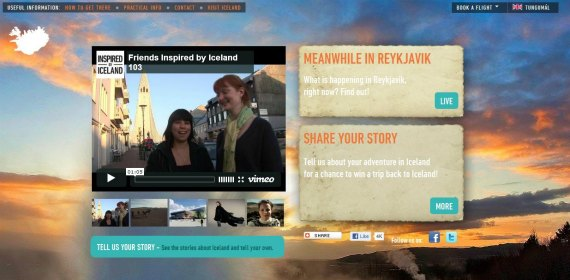 USEFUL INFORMATION: HOW TO GET THERE • PRACTICAL INFO • CONTACT • VISIT ICELAND
BOOK A FLIGHT TUNGUMÁL
INSPIRED
BY
ICELAND
Friends Inspired by Iceland
103
01:05
HD
vimeo
MEANWHILE IN REYKJAVIK
What is happening in Reykjavik,
right now? Find out!
LIVE
SHARE YOUR STORY
Tell us about your adventure in Iceland
for a chance to win a trip back to Iceland!
MORE
TELL US YOUR STORY - See the stories about Iceland and tell your own.
SHARE
Like
Follow us on